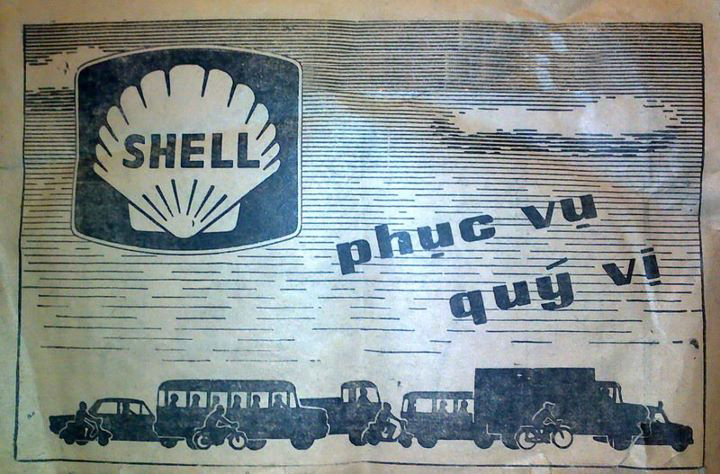 SHELL
phục vụ
quý vị